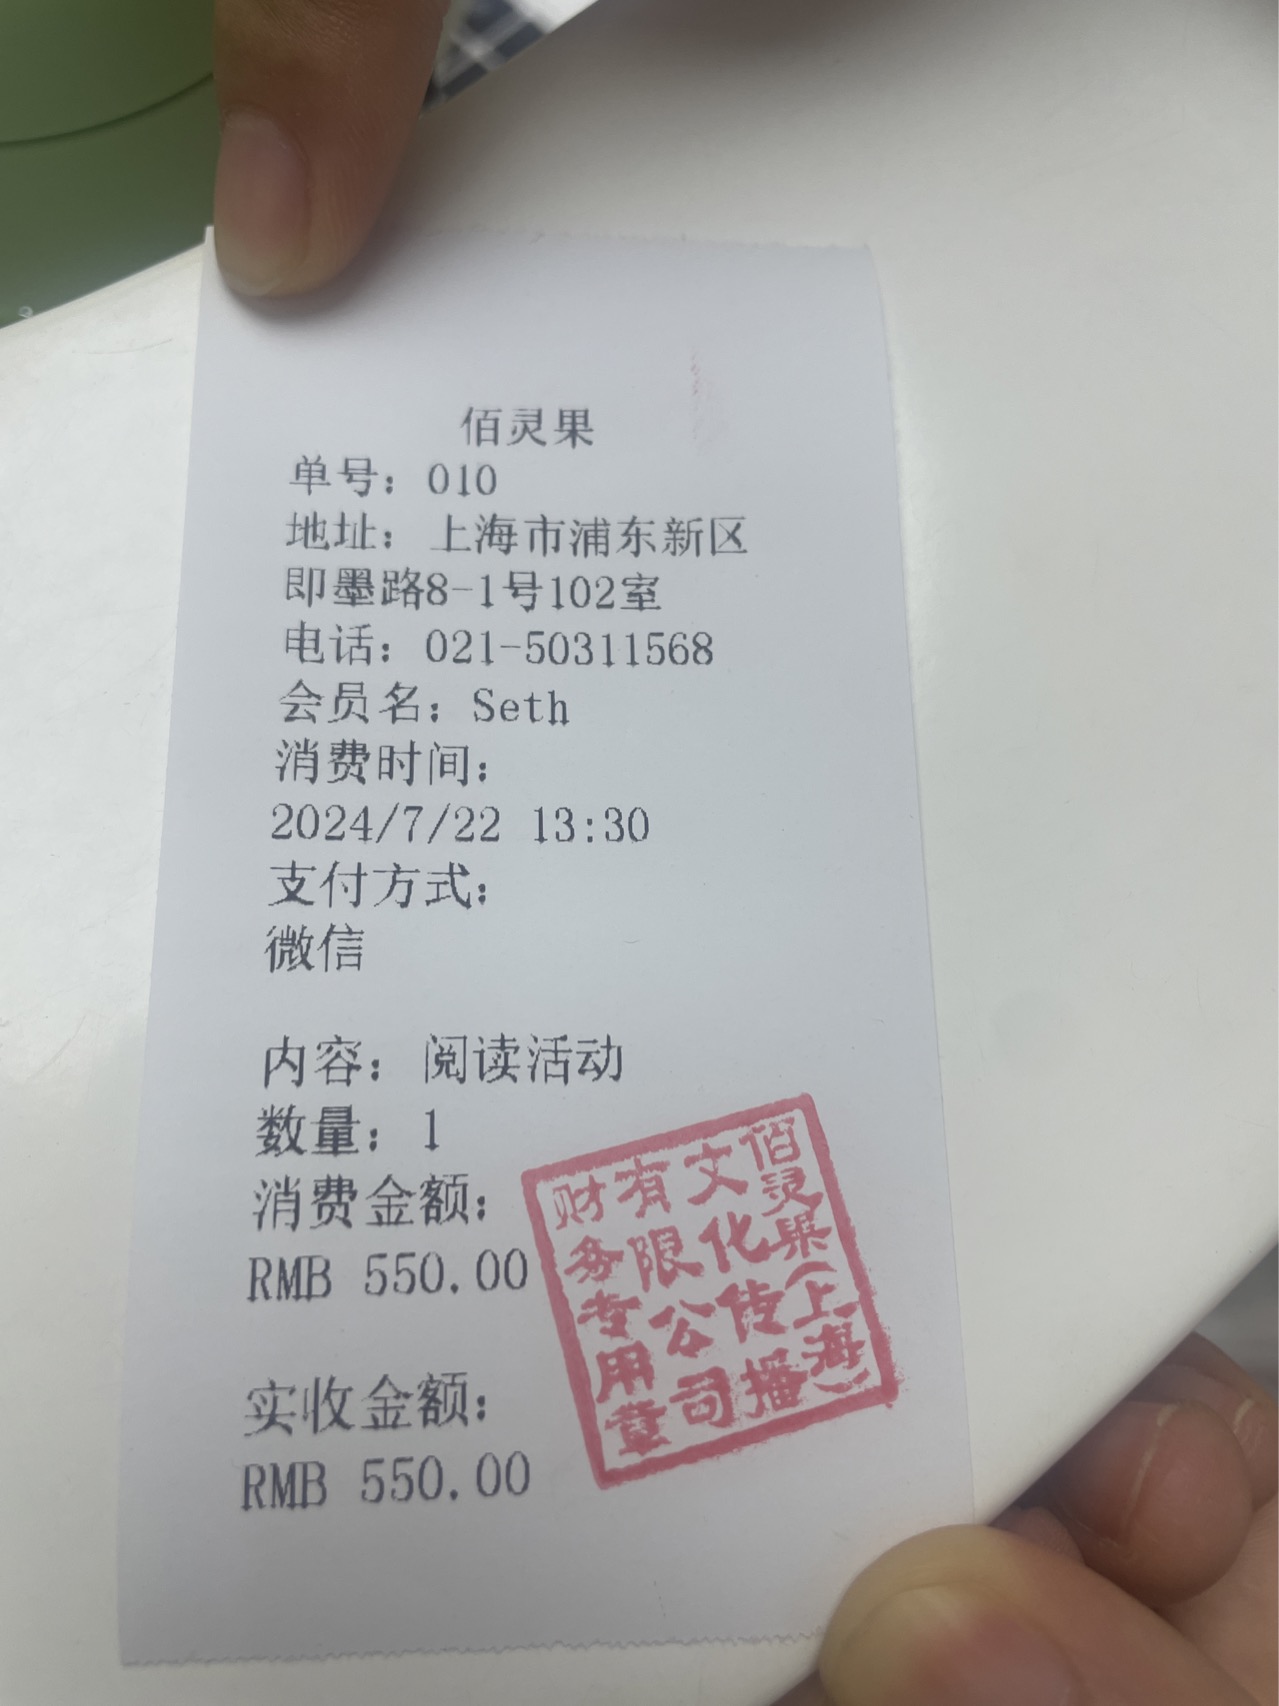 佰灵果
单号：010
地址：上海市浦东新区
即墨路8-1号102室
电话：021-50311568
会员名：Seth
消费时间：
2024/7/22 13:30
支付方式：
微信
内容：阅读活动
数量：1
消费金额：
RMB 550.00
实收金额：
RMB 550.00
佰灵果(上海)
文化传播
有限公司
财务专用章